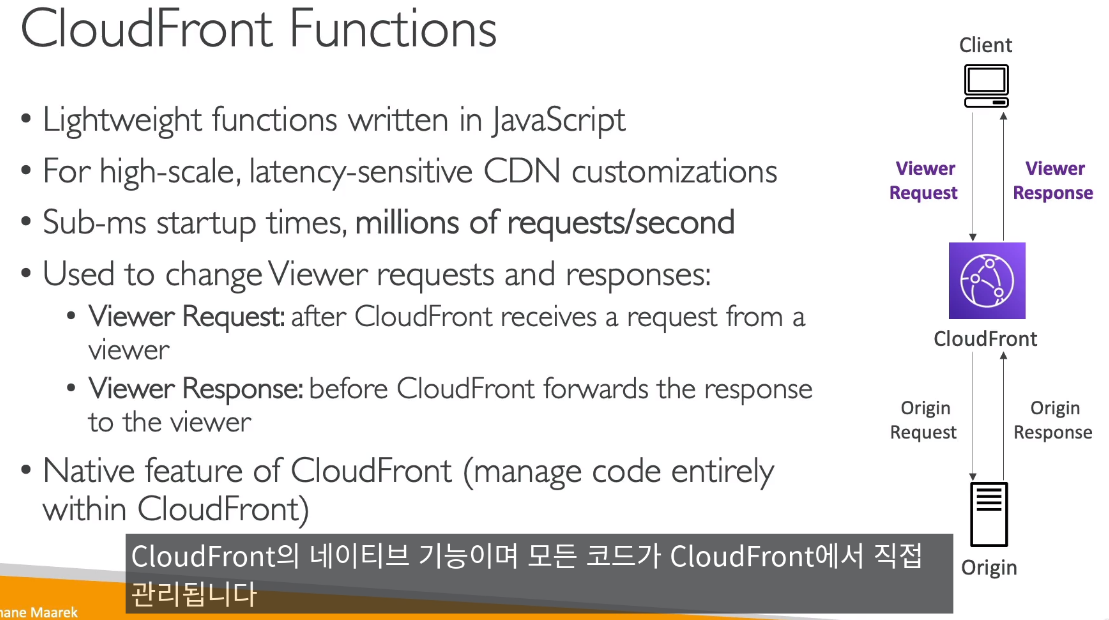 CloudFront Functions
• Lightweight functions written in JavaScript
• For high-scale, latency-sensitive CDN customizations
• Sub-ms startup times, millions of requests/second
• Used to change Viewer requests and responses:
• Viewer Request: after CloudFront receives a request from a
viewer
• Viewer Response: before CloudFront forwards the response
to the viewer
• Native feature of CloudFront (manage code entirely
within CloudFront)
Client
Viewer
Request
Viewer
Response
CloudFront
Origin
Request
Origin
Response
Origin
CloudFront의 네이티브 기능이며 모든 코드가 CloudFront에서 직접
관리됩니다
Maarek